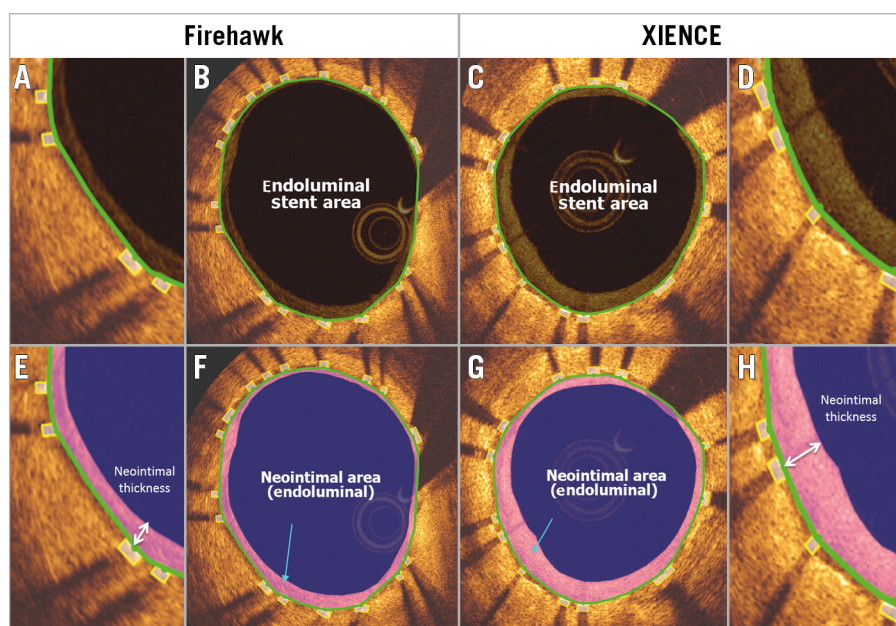 Firehawk
XIENCE
A
B
C
D
Endoluminal
stent area
Endoluminal
stent area
E
F
G
H
Neointimal
thickness
Neointimal area
(endoluminal)
Neointimal area
(endoluminal)
Neointimal
thickness